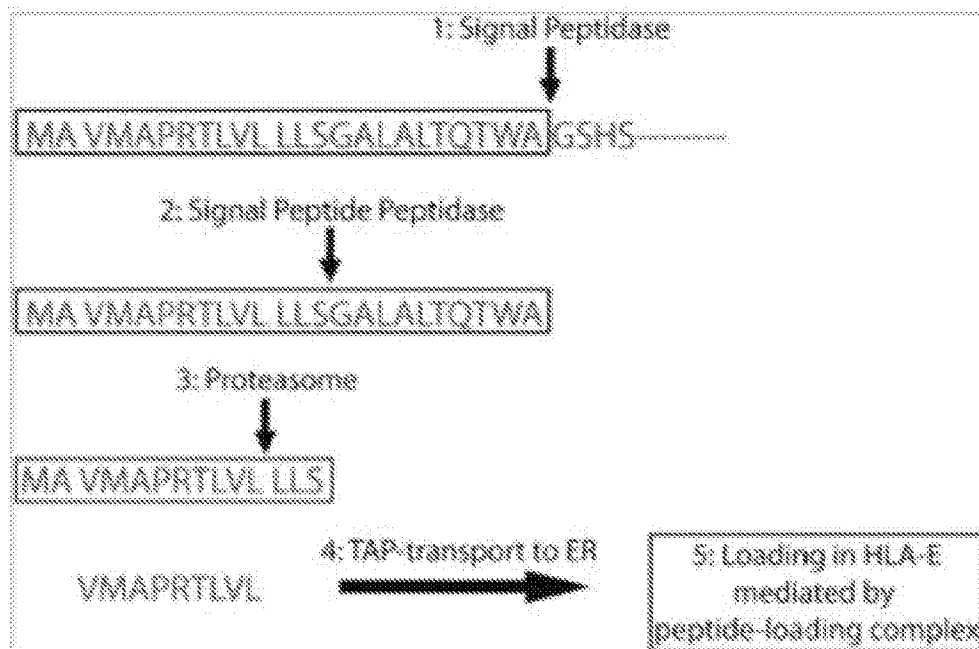 1: Signal Peptidase
MA VMAPRTLVL LLSGALALTQTWA GSHS
2: Signal Peptide Peptidase
MA VMAPRTLVL LLSGALALTQTWA
3: Proteasome
MA VMAPRTLVL LLS
4: TAP-transport to ER
VMAPRTLVL
5: Loading in HLA-E
mediated by
peptide-loading complex